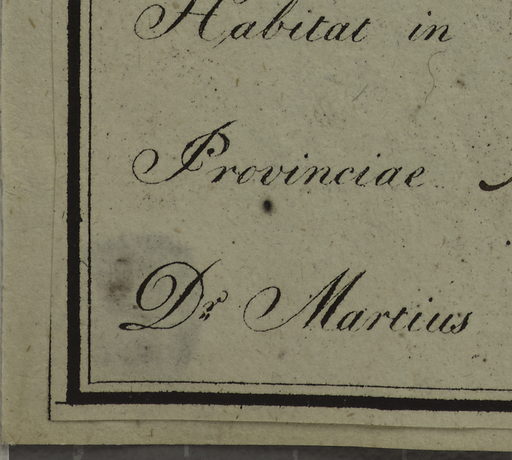 Habitat in
Provinciae
Dr Martius